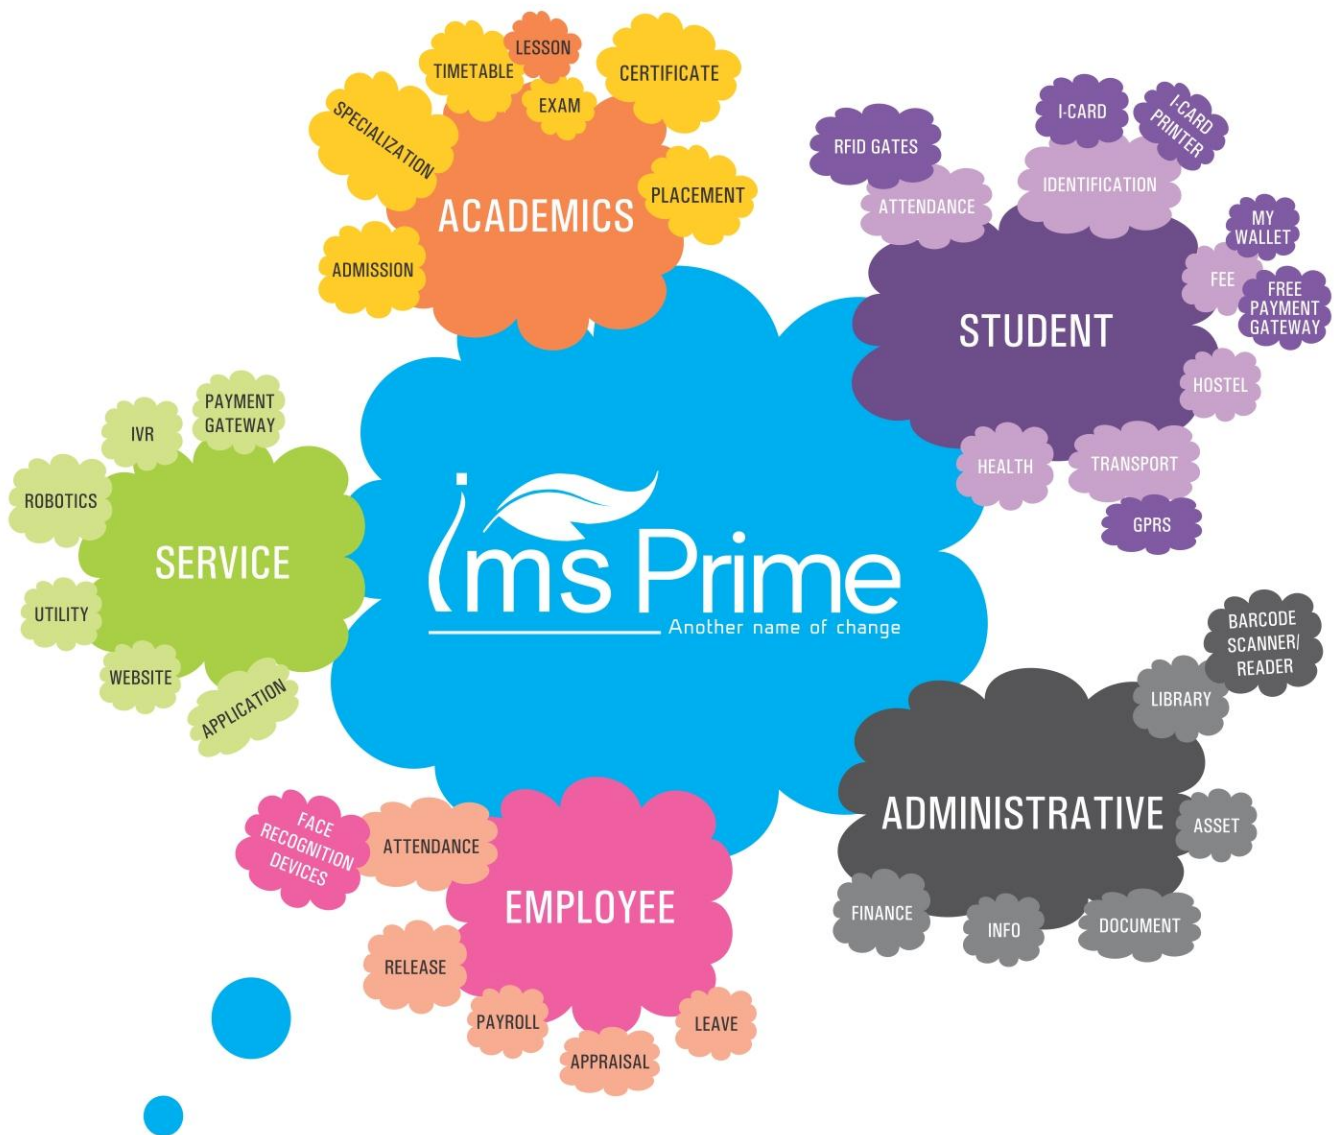 LESSON
TIMETABLE
CERTIFICATE
EXAM
SPECIALIZATION
PLACEMENT
ACADEMICS
ADMISSION
I-CARD
I-CARD
PRINTER
RFID GATES
IDENTIFICATION
ATTENDANCE
MY
WALLET
FEE
FREE
PAYMENT
GATEWAY
STUDENT
HOSTEL
HEALTH
TRANSPORT
GPRS
PAYMENT
GATEWAY
IVR
ROBOTICS
SERVICE
UTILITY
WEBSITE
APPLICATION
ims Prime
Another name of change
BARCODE
SCANNER/
READER
LIBRARY
ADMINISTRATIVE
ASSET
FINANCE
INFO
DOCUMENT
FACE
RECOGNITION
DEVICES
ATTENDANCE
EMPLOYEE
RELEASE
PAYROLL
APPRAISAL
LEAVE